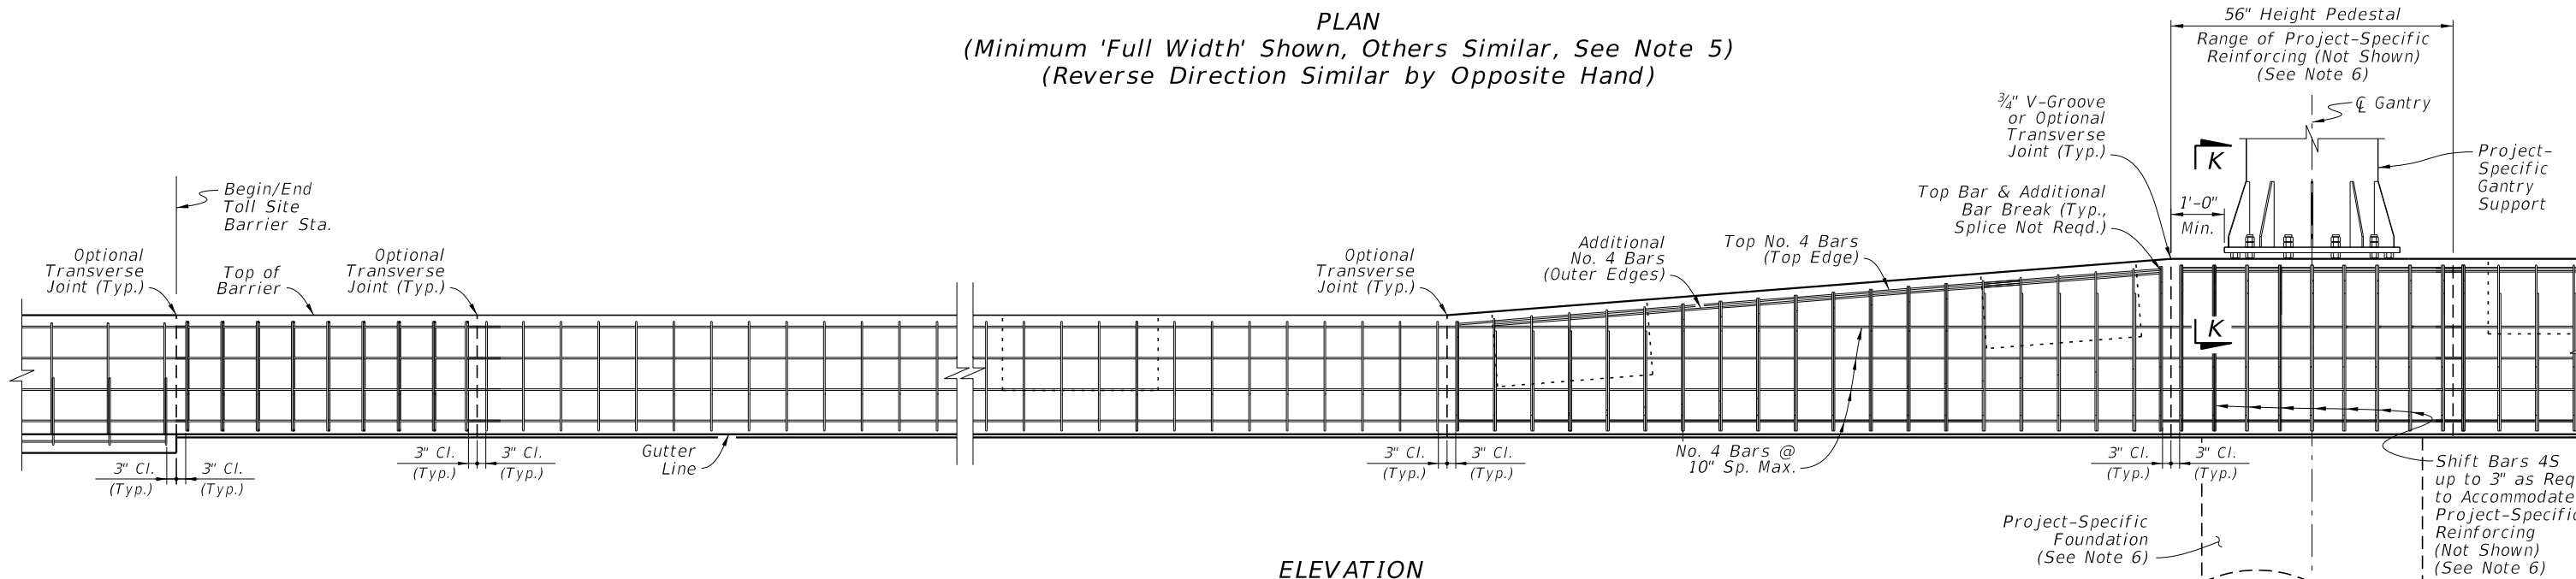 PLAN
(Minimum 'Full Width' Shown, Others Similar, See Note 5)
(Reverse Direction Similar by Opposite Hand)
56" Height Pedestal
Range of Project-Specific
Reinforcing (Not Shown)
(See Note 6)
℄ Gantry
¾" V-Groove
or Optional
Transverse
Joint (Typ.)
K
Project-
Specific
Gantry
Support
1'-0"
Min.
Top Bar & Additional
Bar Break (Typ.,
Splice Not Reqd.)
Begin/End
Toll Site
Barrier Sta.
Optional
Transverse
Joint (Typ.)
Top of
Barrier
Optional
Transverse
Joint (Typ.)
Optional
Transverse
Joint (Typ.)
Additional
No. 4 Bars
(Outer Edges)
Top No. 4 Bars
(Top Edge)
K
3" Cl.
(Typ.)
3" Cl.
(Typ.)
3" Cl.
(Typ.)
3" Cl.
(Typ.)
Gutter
Line
3" Cl.
(Typ.)
3" Cl.
(Typ.)
No. 4 Bars @
10" Sp. Max.
3" Cl.
(Typ.)
3" Cl.
(Typ.)
Shift Bars 4S
up to 3" as Req
to Accommodate
Project-Specific
Reinforcing
(Not Shown)
(See Note 6)
Project-Specific
Foundation
(See Note 6)
ELEVATION